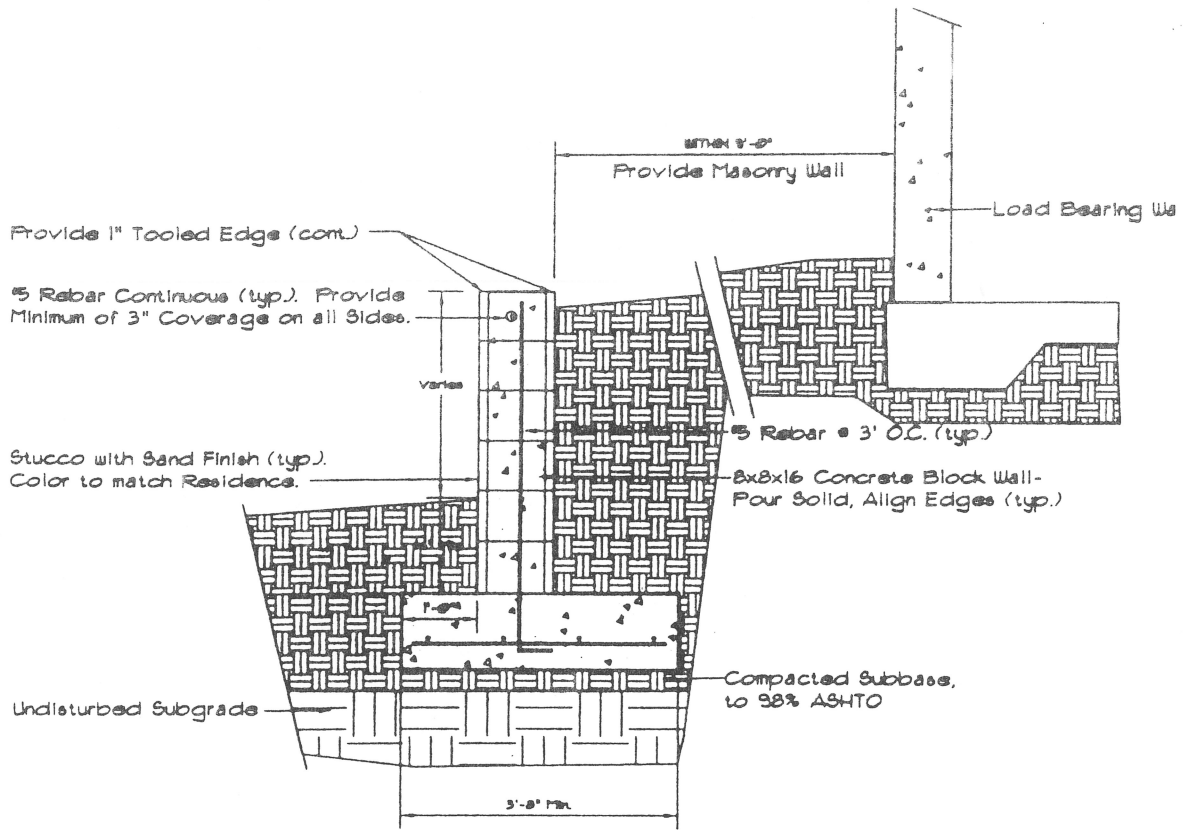 WITHIN 8'-0"
Provide Masonry Wall
Load Bearing Wa
Provide 1" Tooled Edge (cont.)
#5 Rebar Continuous (typ.). Provide
Minimum of 3" Coverage on all Sides.
Varies
#5 Rebar @ 3' O.C. (typ.)
Stucco with Sand Finish (typ.).
Color to match Residence.
8x8x16 Concrete Block Wall-
Pour Solid, Align Edges (typ.)
Compacted Subbase,
to 98% ASHTO
Undisturbed Subgrade
Min.